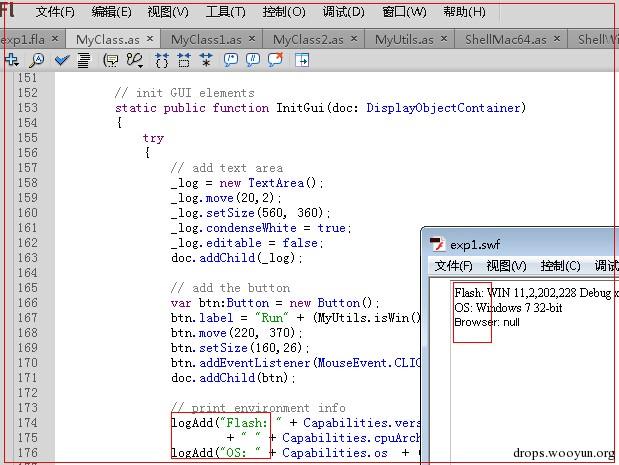 Fl 文件(F) 编辑(E) 视图(V) 工具(T) 控制(O) 调试(D) 窗口(W) 帮助(H)
exp1.fla × MyClass.as × MyClass1.as × MyClass2.as × MyUtils.as × ShellMac64.as ×
151
152 // init GUI elements
153 static public function InitGui(doc: DisplayObjectContainer)
154 {
155 try
156 {
157 // add text area
158 _log = new TextArea();
159 _log.move(20,2);
160 _log.setSize(560, 360);
161 _log.condenseWhite = true;
162 _log.editable = false;
163 doc.addChild(_log);
164
165 // add the button
166 var btn:Button = new Button();
167 btn.label = "Run" + (MyUtils.isWin()
168 btn.move(220, 370);
169 btn.setSize(160,26);
170 btn.addEventListener(MouseEvent.CLIC
171 doc.addChild(btn);
172
173 // print environment info
174 logAdd("Flash: " + Capabilities.vers
175 + " " + Capabilities.cpuArch
176 logAdd("OS: " + Capabilities.os + C
exp1.swf
文件(F) 视图(V) 控制(C) 调试
Flash: WIN 11,2,202,228 Debug x
OS: Windows 7 32-bit
Browser: null
drops.wooyun.org